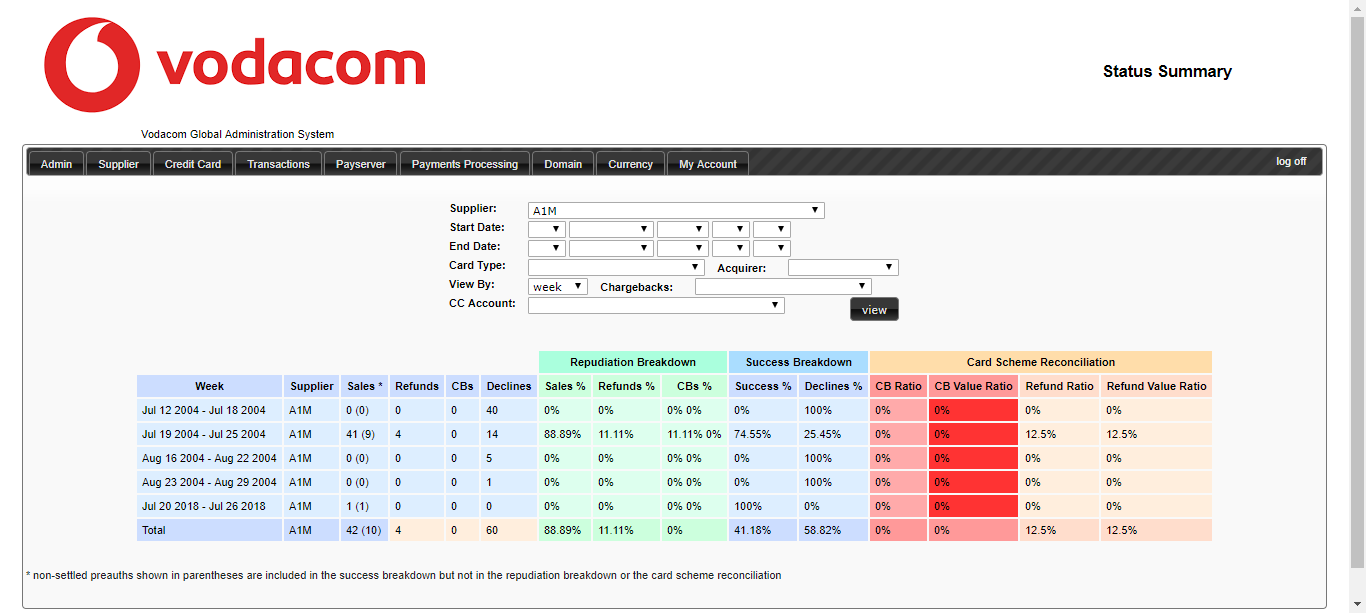 vodacom
Status Summary
Vodacom Global Administration System
Admin Supplier Credit Card Transactions Payserver Payments Processing Domain Currency My Account log off
Supplier: A1M
Start Date:
End Date:
Card Type: Acquirer:
View By: week Chargebacks:
CC Account: view
Repudiation Breakdown Success Breakdown Card Scheme Reconciliation
Week Supplier Sales * Refunds CBs Declines Sales % Refunds % CBs % Success % Declines % CB Ratio CB Value Ratio Refund Ratio Refund Value Ratio
Jul 12 2004 - Jul 18 2004 A1M 0 (0) 0 0 40 0% 0% 0% 0% 0% 100% 0% 0% 0% 0%
Jul 19 2004 - Jul 25 2004 A1M 41 (9) 4 0 14 88.89% 11.11% 11.11% 0% 74.55% 25.45% 0% 0% 12.5% 12.5%
Aug 16 2004 - Aug 22 2004 A1M 0 (0) 0 0 5 0% 0% 0% 0% 0% 100% 0% 0% 0% 0%
Aug 23 2004 - Aug 29 2004 A1M 0 (0) 0 0 1 0% 0% 0% 0% 0% 100% 0% 0% 0% 0%
Jul 20 2018 - Jul 26 2018 A1M 1 (1) 0 0 0 0% 0% 0% 0% 100% 0% 0% 0% 0% 0%
Total A1M 42 (10) 4 0 60 88.89% 11.11% 0% 41.18% 58.82% 0% 0% 12.5% 12.5%
* non-settled preauths shown in parentheses are included in the success breakdown but not in the repudiation breakdown or the card scheme reconciliation